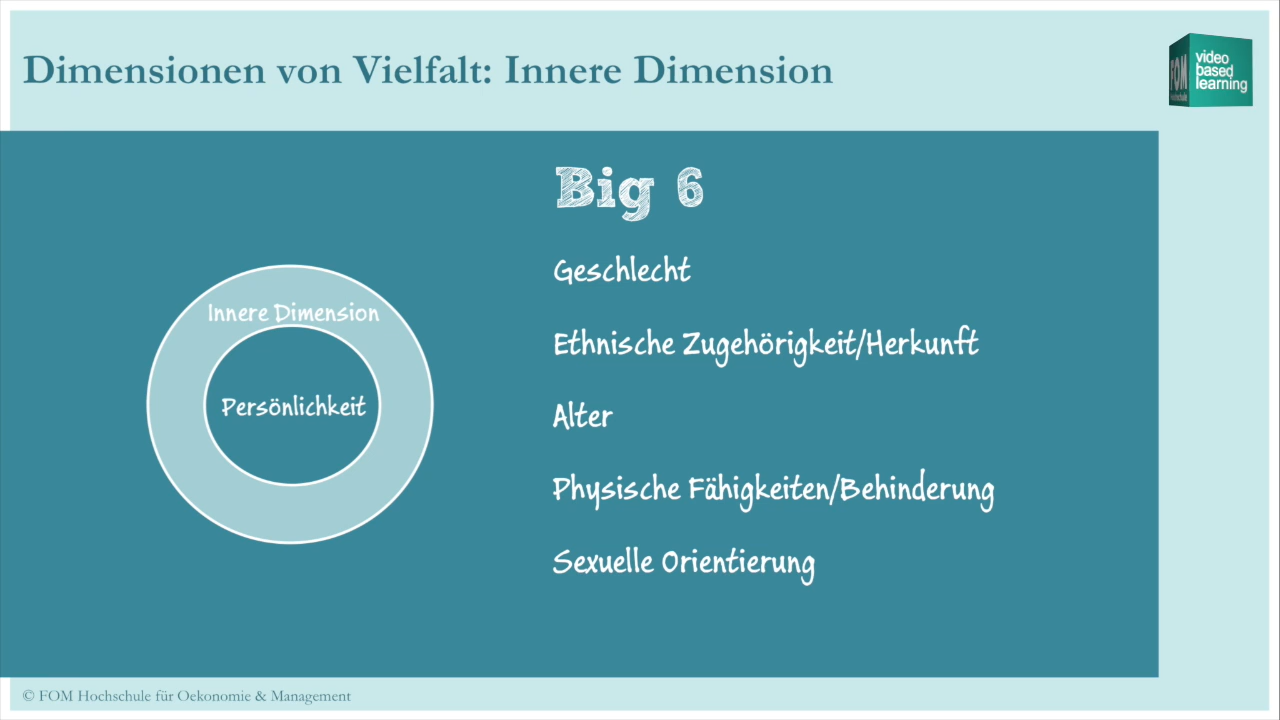 Dimensionen von Vielfalt: Innere Dimension
FOM
Hochschule
video
based
learning
Big 6
Geschlecht
Ethnische Zugehörigkeit/Herkunft
Alter
Physische Fähigkeiten/Behinderung
Sexuelle Orientierung
Innere Dimension
Persönlichkeit
© FOM Hochschule für Oekonomie & Management